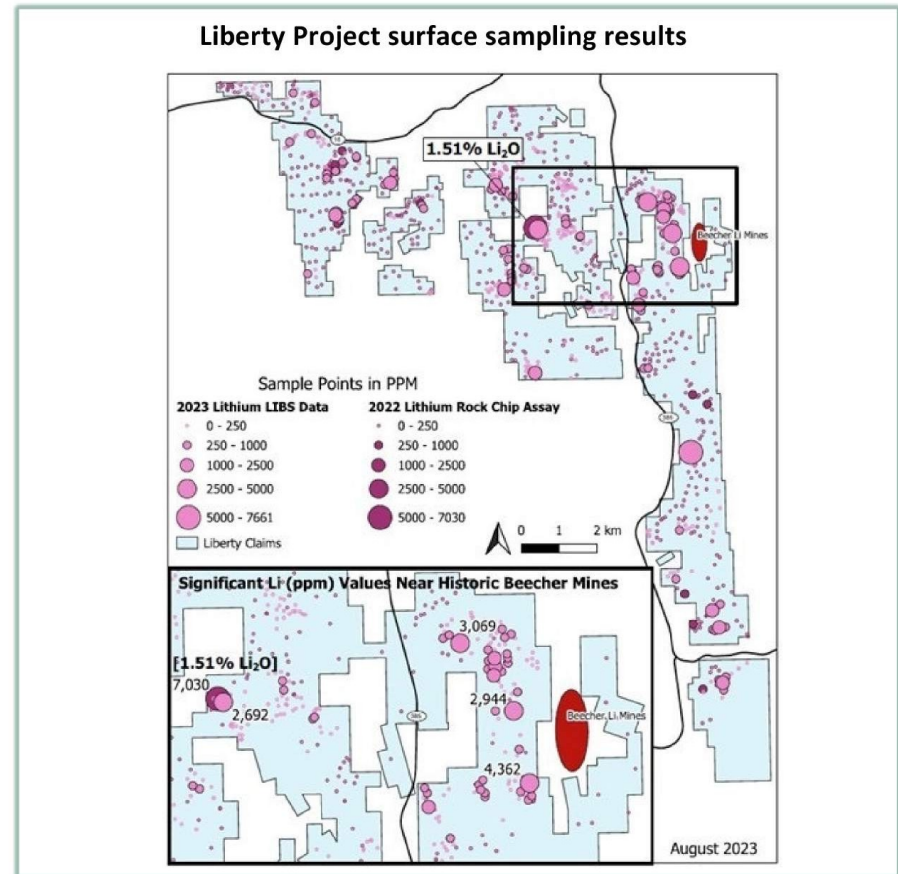 Liberty Project surface sampling results
1.51% Li₂O
Beecher Li Mines
Sample Points in PPM
2023 Lithium LIBS Data
0 - 250
250 - 1000
1000 - 2500
2500 - 5000
5000 - 7661
Liberty Claims
2022 Lithium Rock Chip Assay
0 - 250
250 - 1000
1000 - 2500
2500 - 5000
5000 - 7030
0 1 2 km
Significant Li (ppm) Values Near Historic Beecher Mines
3,069
[1.51% Li₂O]
7,030
2,692
2,944
Beecher Li Mines
4,362
August 2023